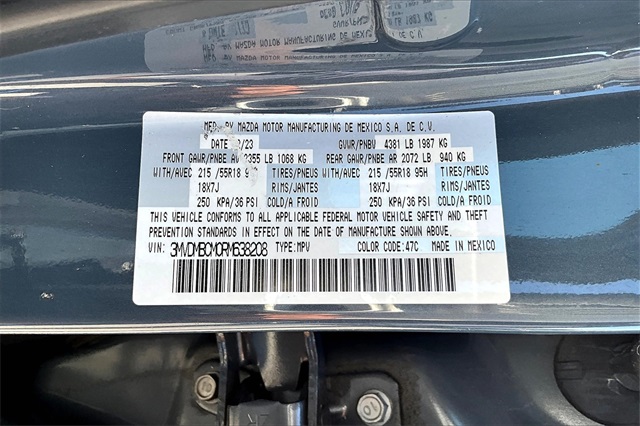 MFD. BY MAZDA MOTOR MANUFACTURING DE MEXICO S.A. DE C.V.
DATE /23 GVWR/PNBV 4381 LB 1987 KG
FRONT GAWR/PNBE AV 2355 LB 1068 KG REAR GAWR/PNBE AR 2072 LB 940 KG
WITH/AVEC 215 /55R18 95H TIRES/PNEUS WITH/AVEC 215 /55R18 95H TIRES/PNEUS
18X7J RIMS/JANTES 18X7J RIMS/JANTES
250 KPA/36 PSI COLD/A FROID 250 KPA/36 PSI COLD/A FROID
THIS VEHICLE CONFORMS TO ALL APPLICABLE FEDERAL MOTOR VEHICLE SAFETY AND THEFT
PREVENTION STANDARDS IN EFFECT ON THE DATE OF MANUFACTURE SHOWN ABOVE.
VIN: 3MVDMBCM0RM638208 TYPE:MPV COLOR CODE:47C MADE IN MEXICO